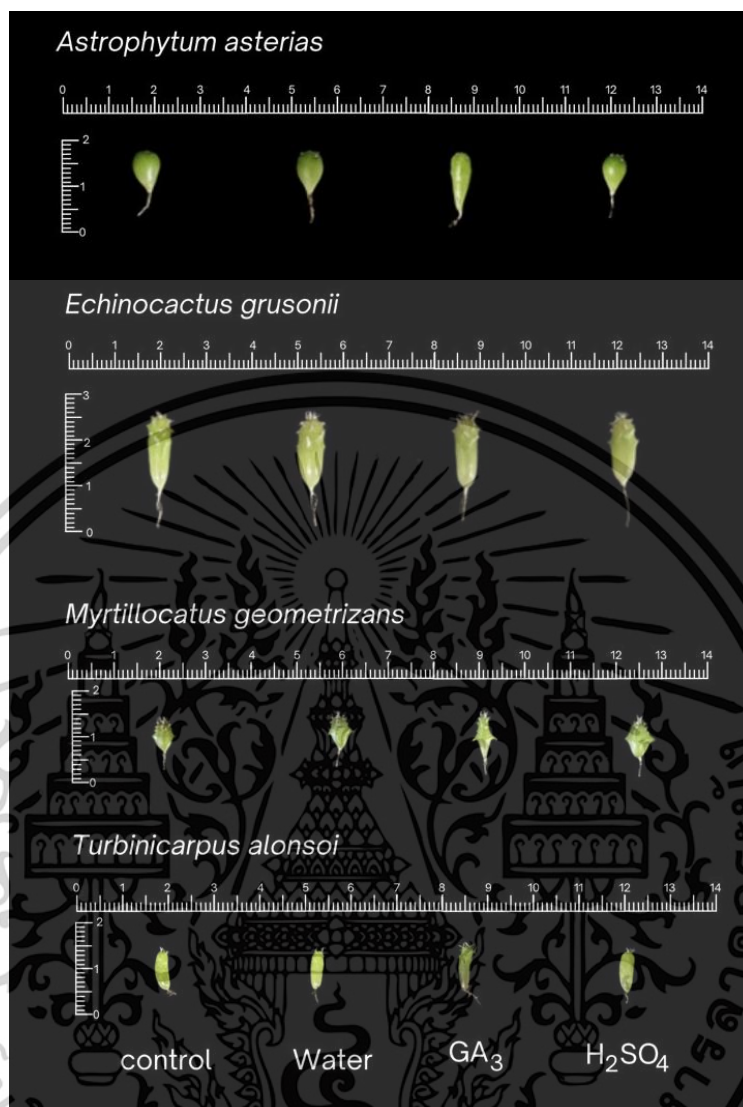 Astrophytum asterias
0 1 2 3 4 5 6 7 8 9 10 11 12 13 14
2
1
0
Echinocactus grusonii
0 1 2 3 4 5 6 7 8 9 10 11 12 13 14
3
2
1
0
Myrtillocatus geometrizans
0 1 2 3 4 5 6 7 8 9 10 11 12 13 14
2
1
0
Turbinicarpus alonsoi
0 1 2 3 4 5 6 7 8 9 10 11 12 13 14
2
1
0
control Water GA₃ H₂SO₄